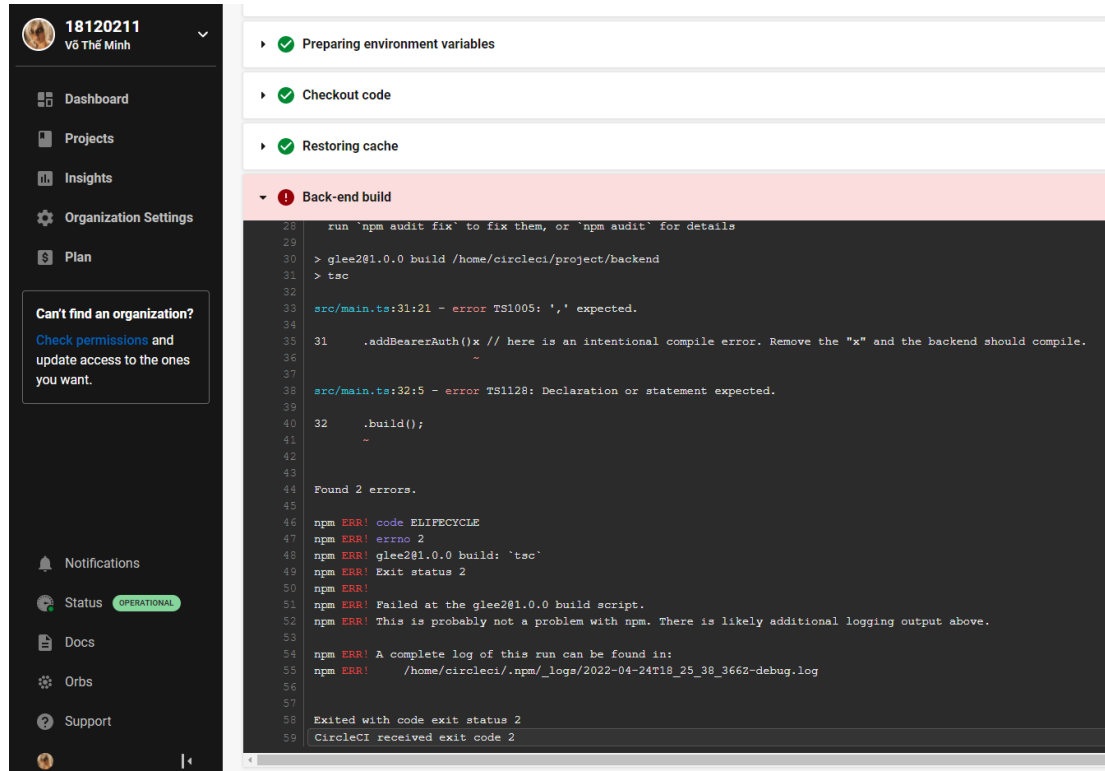 18120211
Võ Thế Minh
Dashboard
Projects
Insights
Organization Settings
Plan
Can't find an organization?
Check permissions and
update access to the ones
you want.
Notifications
Status OPERATIONAL
Docs
Orbs
Support
Preparing environment variables
Checkout code
Restoring cache
Back-end build
28 run `npm audit fix` to fix them, or `npm audit` for details
29
30 > glee2@1.0.0 build /home/circleci/project/backend
31 > tsc
32
33 src/main.ts:31:21 - error TS1005: ',' expected.
34
35 31 .addBearerAuth()x // here is an intentional compile error. Remove the "x" and the backend should compile.
36 ~
37
38 src/main.ts:32:5 - error TS1128: Declaration or statement expected.
39
40 32 .build();
41 ~
42
43
44 Found 2 errors.
45
46 npm ERR! code ELIFECYCLE
47 npm ERR! errno 2
48 npm ERR! glee2@1.0.0 build: `tsc`
49 npm ERR! Exit status 2
50 npm ERR!
51 npm ERR! Failed at the glee2@1.0.0 build script.
52 npm ERR! This is probably not a problem with npm. There is likely additional logging output above.
53
54 npm ERR! A complete log of this run can be found in:
55 npm ERR! /home/circleci/.npm/_logs/2022-04-24T18_25_38_366Z-debug.log
56
57
58 Exited with code exit status 2
59 CircleCI received exit code 2